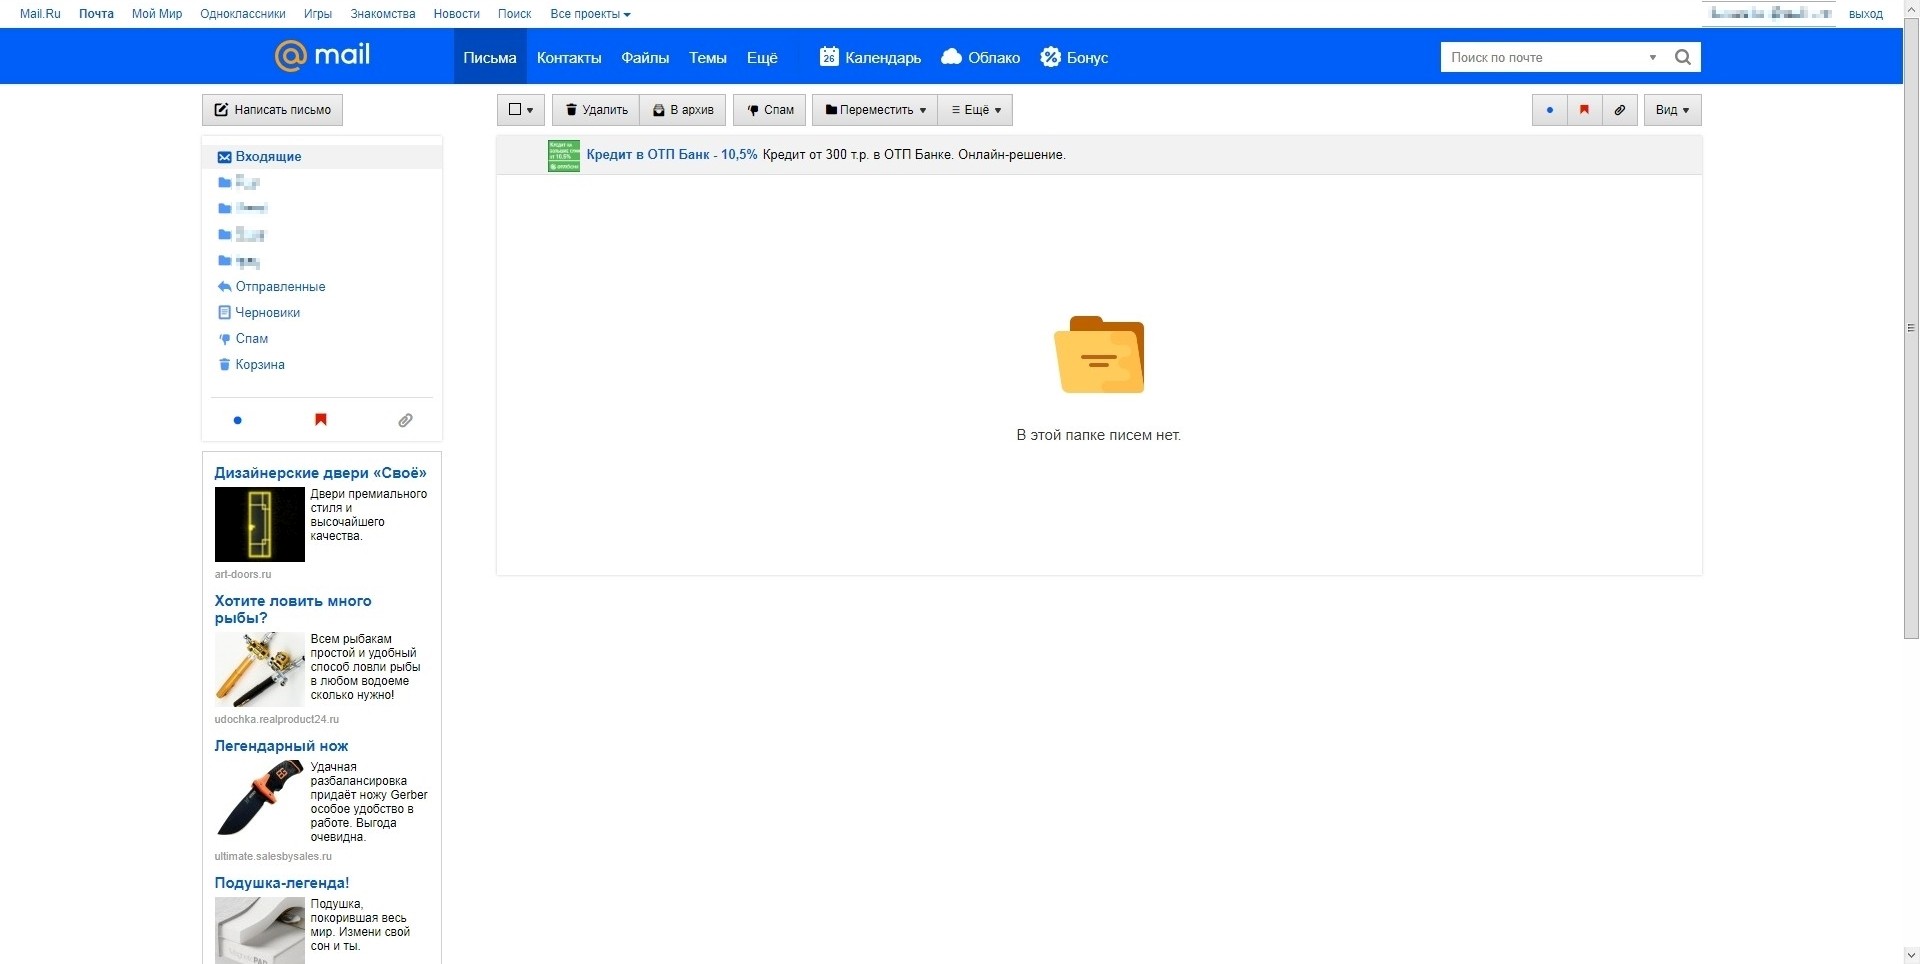 Mail.Ru Почта Мой Мир Одноклассники Игры Знакомства Новости Поиск Все проекты выход
@mail Письма Контакты Файлы Темы Ещё 26 Календарь Облако Бонус Поиск по почте
Написать письмо Удалить В архив Спам Переместить Ещё Вид
Входящие
Отправленные
Черновики
Спам
Корзина
Кредит в ОТП Банк - 10,5% Кредит от 300 т.р. в ОТП Банке. Онлайн-решение.
В этой папке писем нет.
Дизайнерские двери «Своё»
Двери премиального
стиля и
высочайшего
качества.
art-doors.ru
Хотите ловить много
рыбы?
Всем рыбакам
простой и удобный
способ ловли рыбы
в любом водоеме
сколько нужно!
udochka.realproduct24.ru
Легендарный нож
Удачная
разбалансировка
придаёт ножу Gerber
особое удобство в
работе. Выгода
очевидна.
ultimate.salesbysales.ru
Подушка-легенда!
Подушка,
покорившая весь
мир. Измени свой
сон и ты.